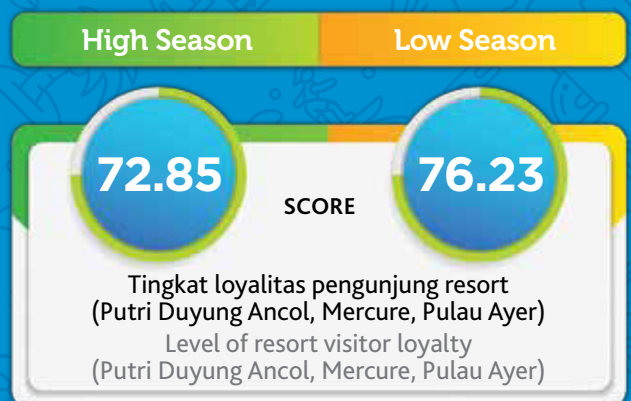 High Season
Low Season
72.85
SCORE
76.23
Tingkat loyalitas pengunjung resort
(Putri Duyung Ancol, Mercure, Pulau Ayer)
Level of resort visitor loyalty
(Putri Duyung Ancol, Mercure, Pulau Ayer)